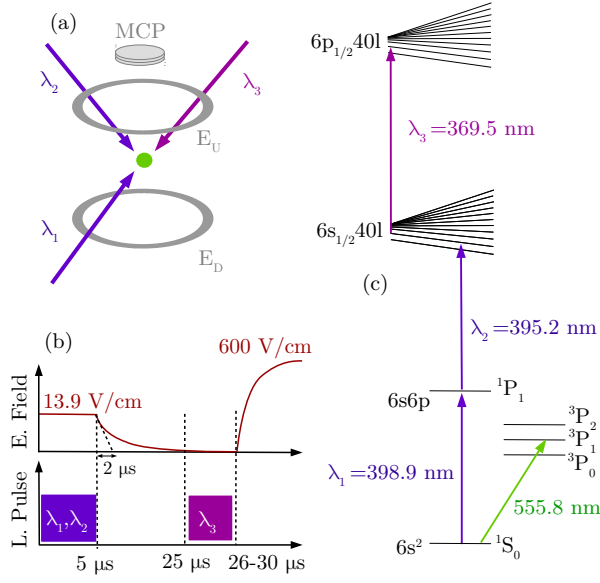 (a)
MCP
λ₂
λ₃
E_U
λ₁
E_D
(b)
600 V/cm
E. Field
13.9 V/cm
2 μs
L. Pulse
λ₁,λ₂
λ₃
5 μs
25 μs
26-30 μs
6p₁/₂40l
λ₃=369.5 nm
6s₁/₂40l
(c)
λ₂=395.2 nm
6s6p
¹P₁
³P₂
³P₁
³P₀
λ₁=398.9 nm
555.8 nm
6s²
¹S₀